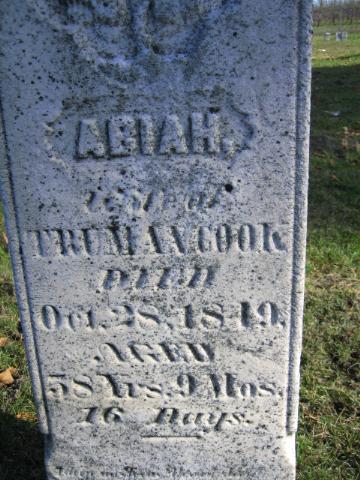 ABIAH,
wife of
TRUMAN COOK
DIED
Oct. 28, 1849.
AGED
58 Yrs. 9 Mos.
16 Days.